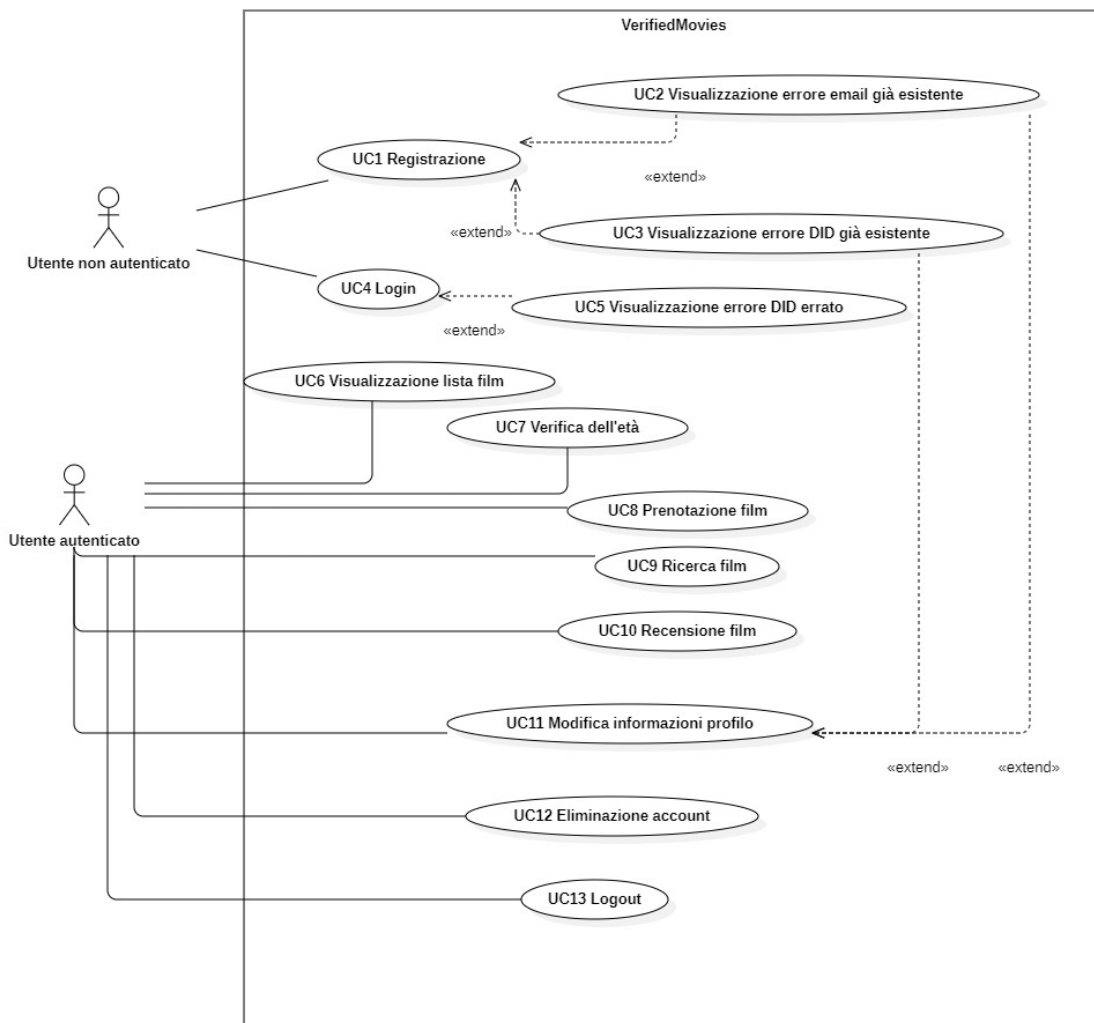 VerifiedMovies
UC2 Visualizzazione errore email già esistente
UC1 Registrazione
«extend»
Utente non autenticato
«extend»
UC3 Visualizzazione errore DID già esistente
UC4 Login
UC5 Visualizzazione errore DID errato
«extend»
UC6 Visualizzazione lista film
UC7 Verifica dell'età
UC8 Prenotazione film
Utente autenticato
UC9 Ricerca film
UC10 Recensione film
UC11 Modifica informazioni profilo
«extend»
«extend»
UC12 Eliminazione account
UC13 Logout